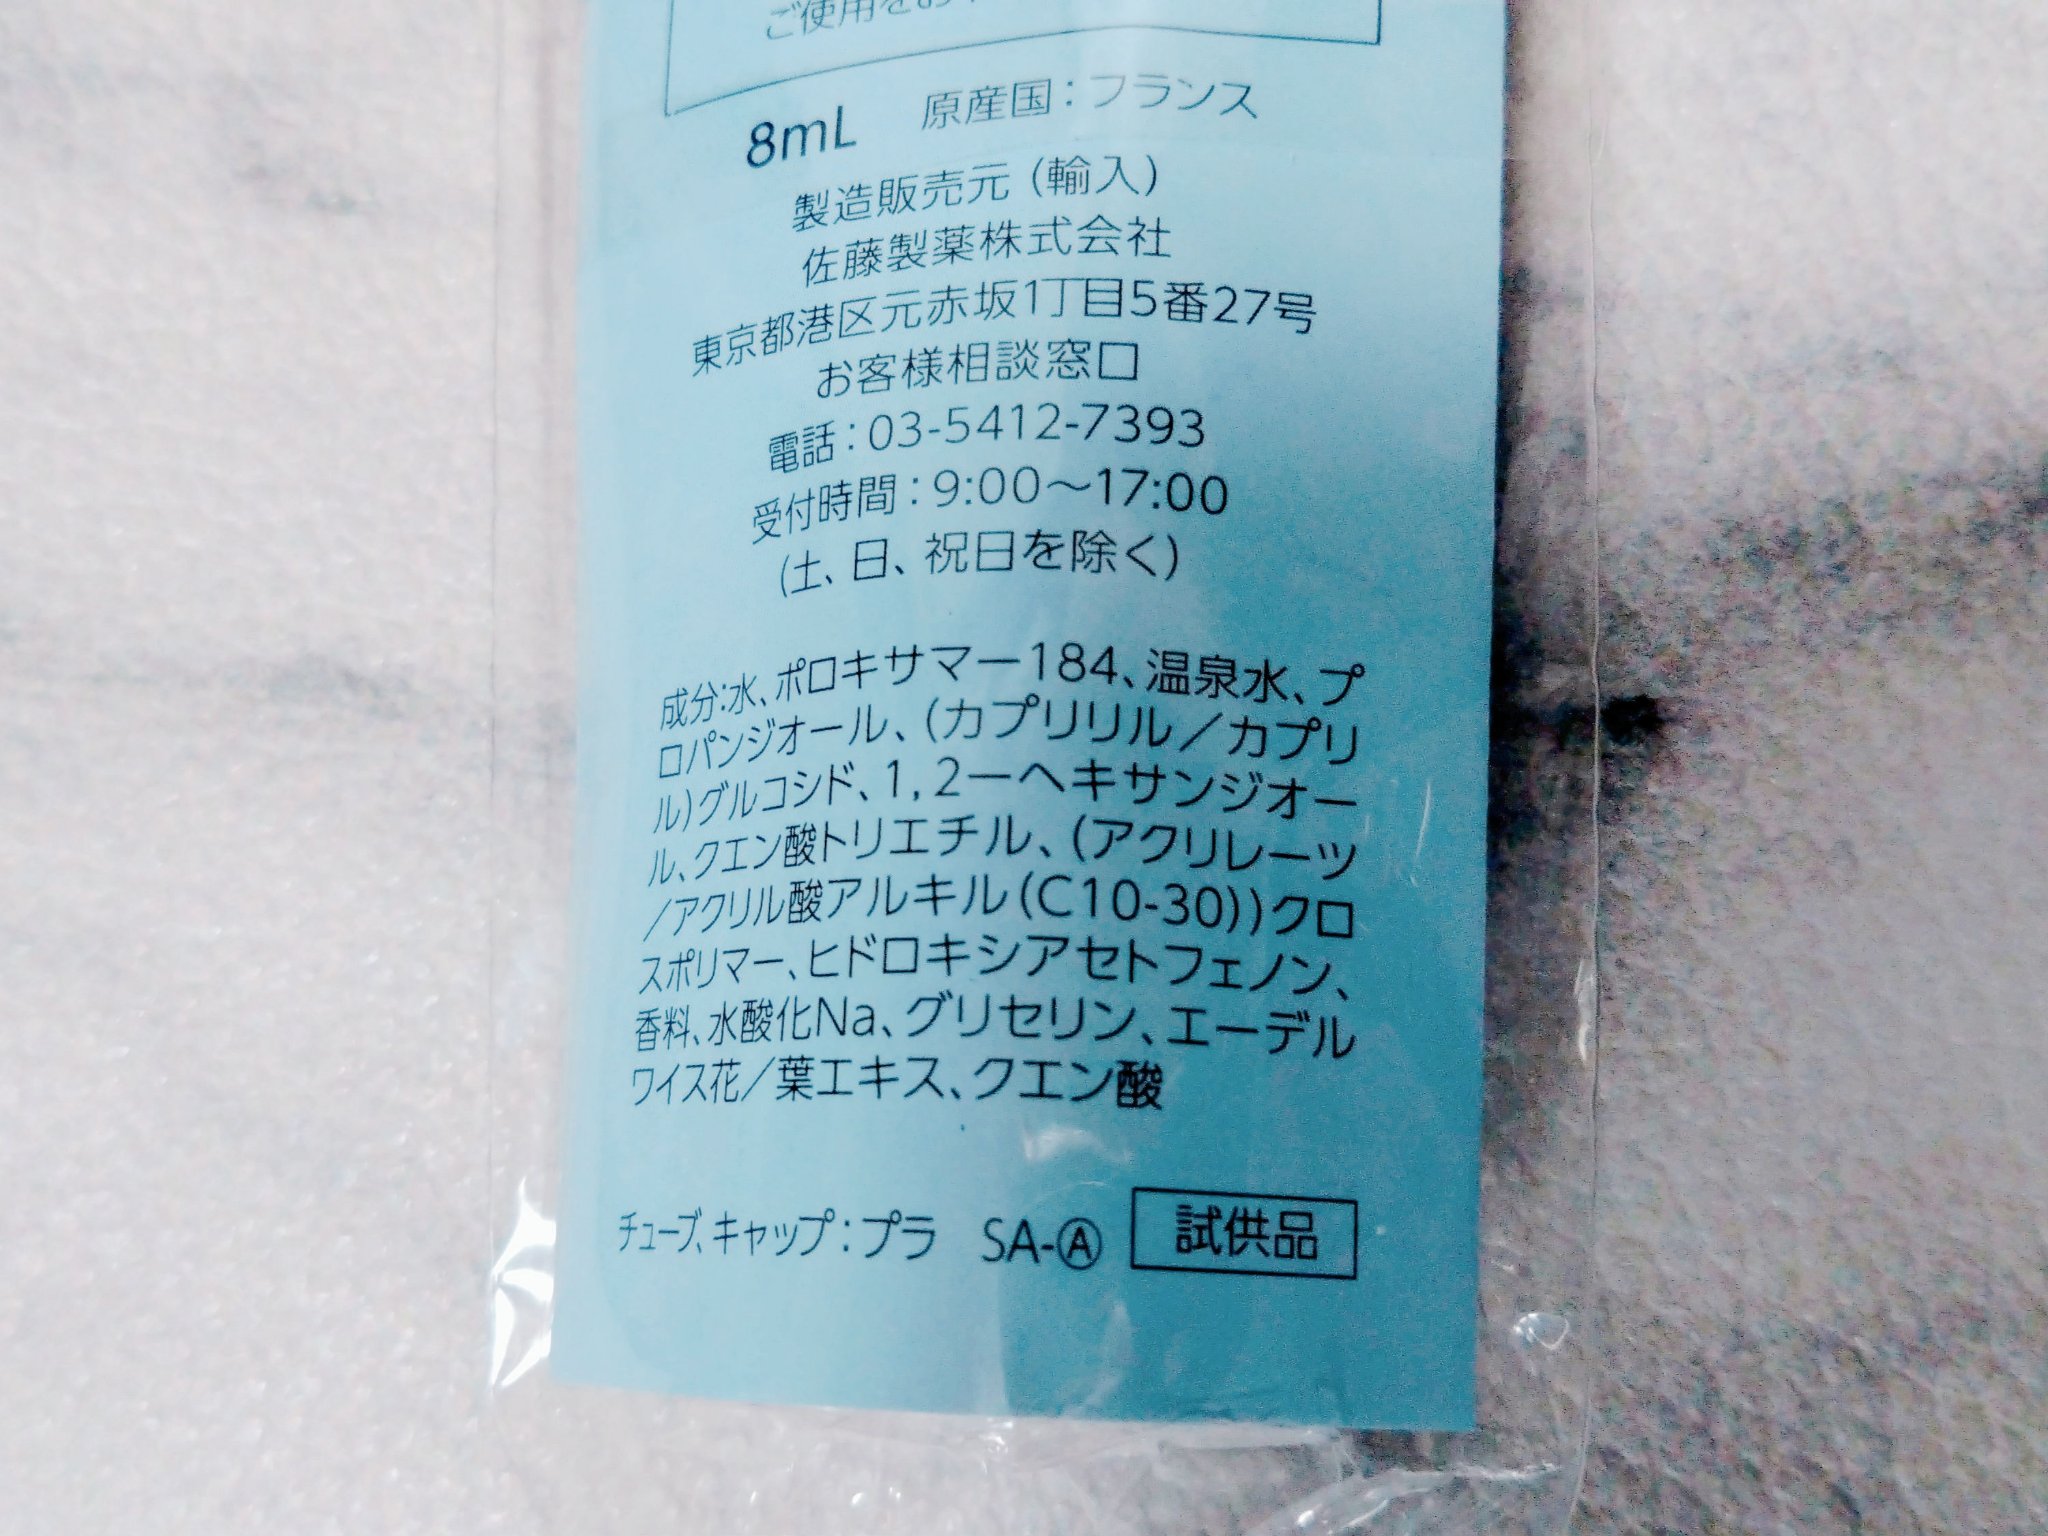 ご使用をお
8mL 原産国：フランス
製造販売元（輸入）
佐藤製薬株式会社
東京都港区元赤坂1丁目5番27号
お客様相談窓口
電話：03-5412-7393
受付時間：9:00～17:00
(土、日、祝日を除く)
成分:水、ポロキサマー184、温泉水、プ
ロパンジオール、(カプリリル／カプリ
ル)グルコシド、1,2－ヘキサンジオー
ル、クエン酸トリエチル、(アクリレーツ
/アクリル酸アルキル(C10-30))クロ
スポリマー、ヒドロキシアセトフェノン、
香料、水酸化Na、グリセリン、エーデル
ワイス花／葉エキス、クエン酸
チューブ、キャップ：プラ SA-Ⓐ 試供品